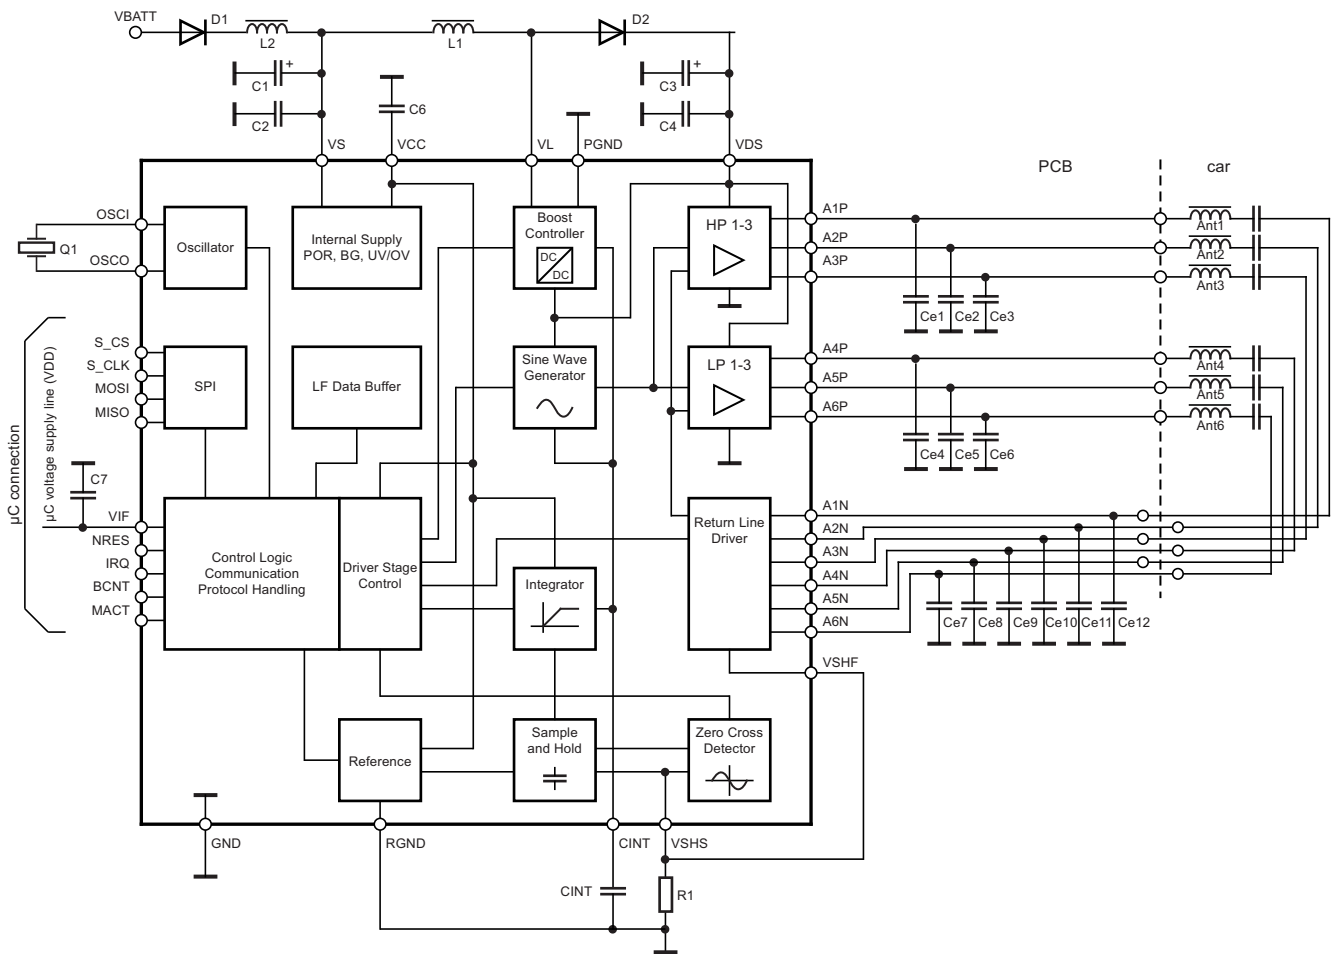 VBATT
D1
L2
L1
D2
C1
+
C2
C6
C3
+
C4
VS
VCC
VL
PGND
VDS
PCB
car
OSCI
OSCO
Q1
Oscillator
Internal Supply
POR, BG, UV/OV
Boost
Controller
DC
DC
HP 1-3
A1P
A2P
A3P
Ant1
Ant2
Ant3
Ce1
Ce2
Ce3
S_CS
S_CLK
MOSI
MISO
SPI
LF Data Buffer
Sine Wave
Generator
LP 1-3
A4P
A5P
A6P
Ant4
Ant5
Ant6
Ce4
Ce5
Ce6
µC connection
µC voltage supply line (VDD)
C7
VIF
NRES
IRQ
BCNT
MACT
Control Logic
Communication
Protocol Handling
Driver Stage
Control
Integrator
Return Line
Driver
A1N
A2N
A3N
A4N
A5N
A6N
Ce7
Ce8
Ce9
Ce10
Ce11
Ce12
VSHF
Reference
Sample
and Hold
Zero Cross
Detector
GND
RGND
CINT
VSHS
CINT
R1